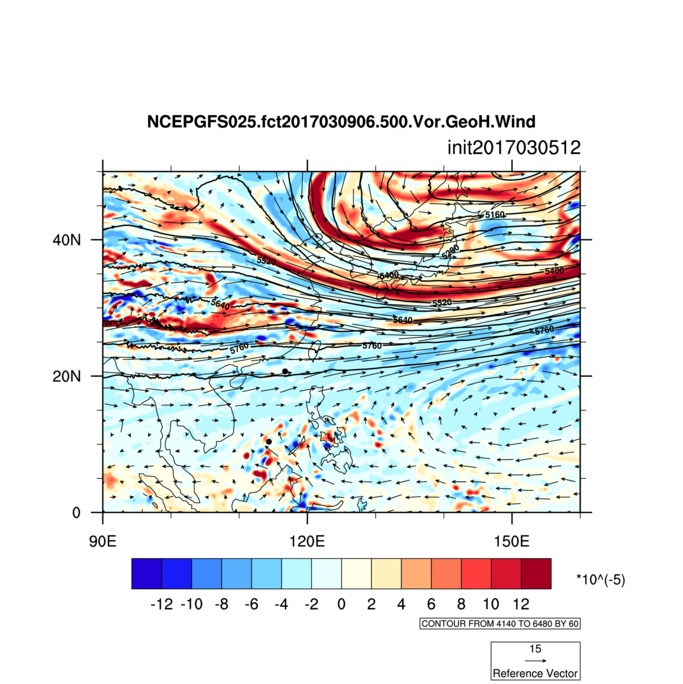 NCEPGFS025.fct2017030906.500.Vor.GeoH.Wind
init2017030512
5160
40N
5280
5520
5400
5400
5520
5640
5640
5760
5760
5760
20N
0
90E 120E 150E
-12 -10 -8 -6 -4 -2 0 2 4 6 8 10 12
*10^(-5)
CONTOUR FROM 4140 TO 6480 BY 60
15
Reference Vector